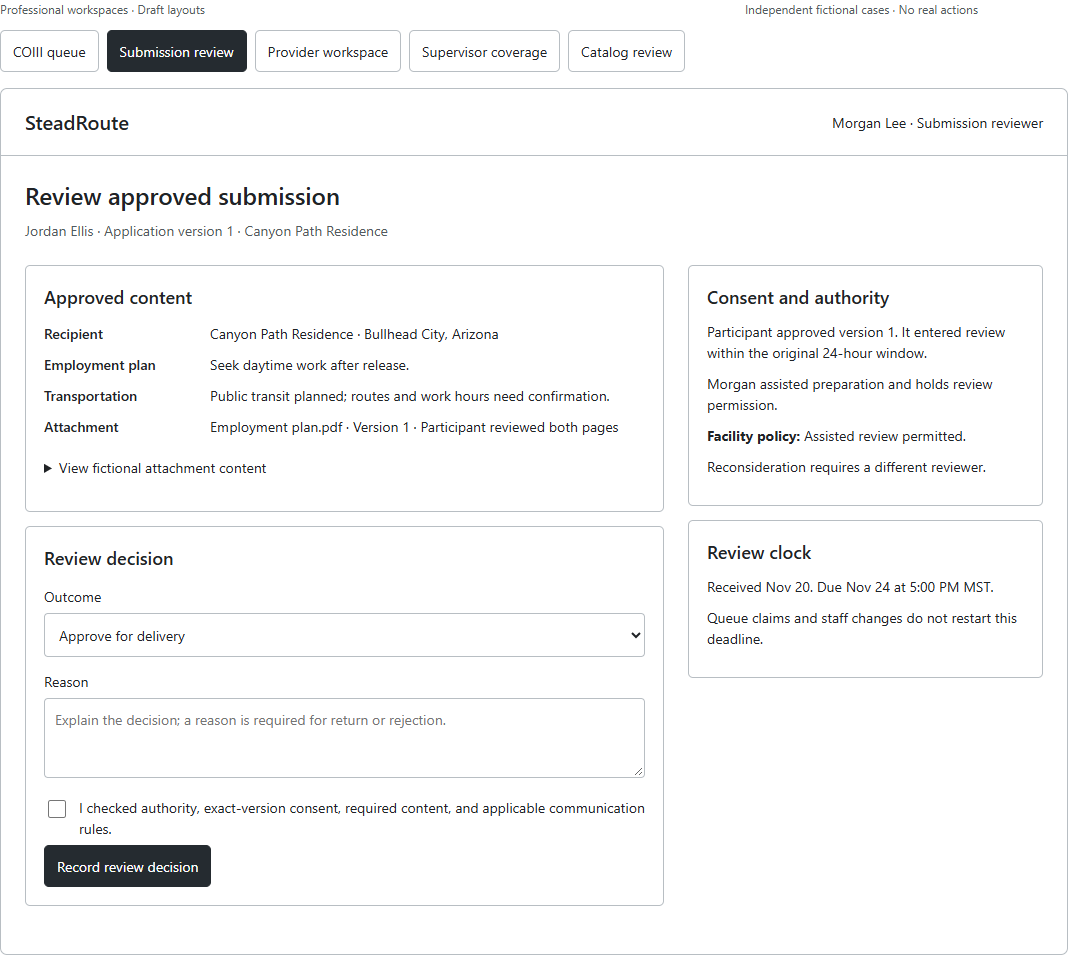 Professional workspaces · Draft layouts
Independent fictional cases · No real actions
COIII queue
Submission review
Provider workspace
Supervisor coverage
Catalog review
SteadRoute
Morgan Lee · Submission reviewer
Review approved submission
Jordan Ellis · Application version 1 · Canyon Path Residence
Approved content
Recipient
Canyon Path Residence · Bullhead City, Arizona
Employment plan
Seek daytime work after release.
Transportation
Public transit planned; routes and work hours need confirmation.
Attachment
Employment plan.pdf · Version 1 · Participant reviewed both pages
View fictional attachment content
Consent and authority
Participant approved version 1. It entered review
within the original 24-hour window.
Morgan assisted preparation and holds review
permission.
Facility policy: Assisted review permitted.
Reconsideration requires a different reviewer.
Review decision
Outcome
Approve for delivery
Reason
Explain the decision; a reason is required for return or rejection.
I checked authority, exact-version consent, required content, and applicable communication
rules.
Record review decision
Review clock
Received Nov 20. Due Nov 24 at 5:00 PM MST.
Queue claims and staff changes do not restart this
deadline.